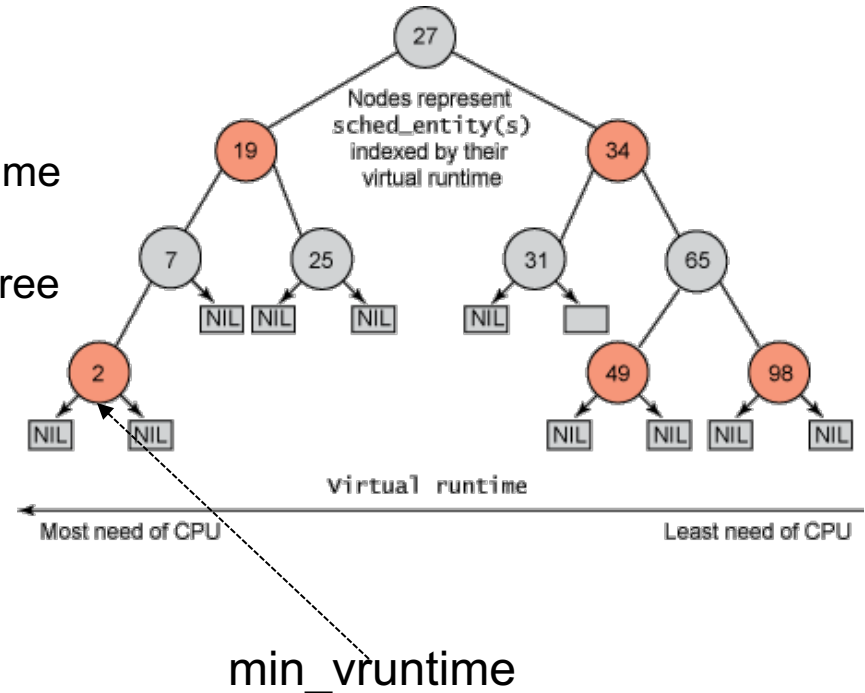 27
Nodes represent
sched_entity(s)
indexed by their
virtual runtime
19
34
me
7
25
31
65
ree
NIL
NIL
NIL
NIL
2
49
98
NIL
NIL
NIL
NIL
NIL
NIL
Virtual runtime
Most need of CPU
Least need of CPU
min_vruntime